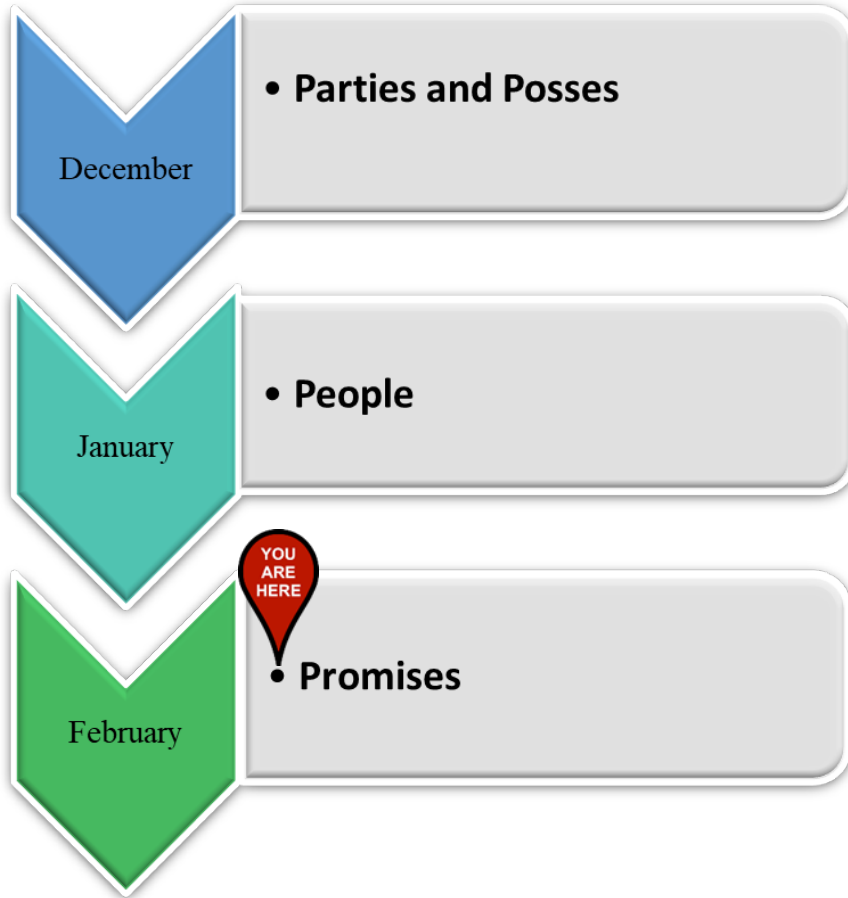 • Parties and Posses
December
• People
January
YOU
ARE
HERE
• Promises
February